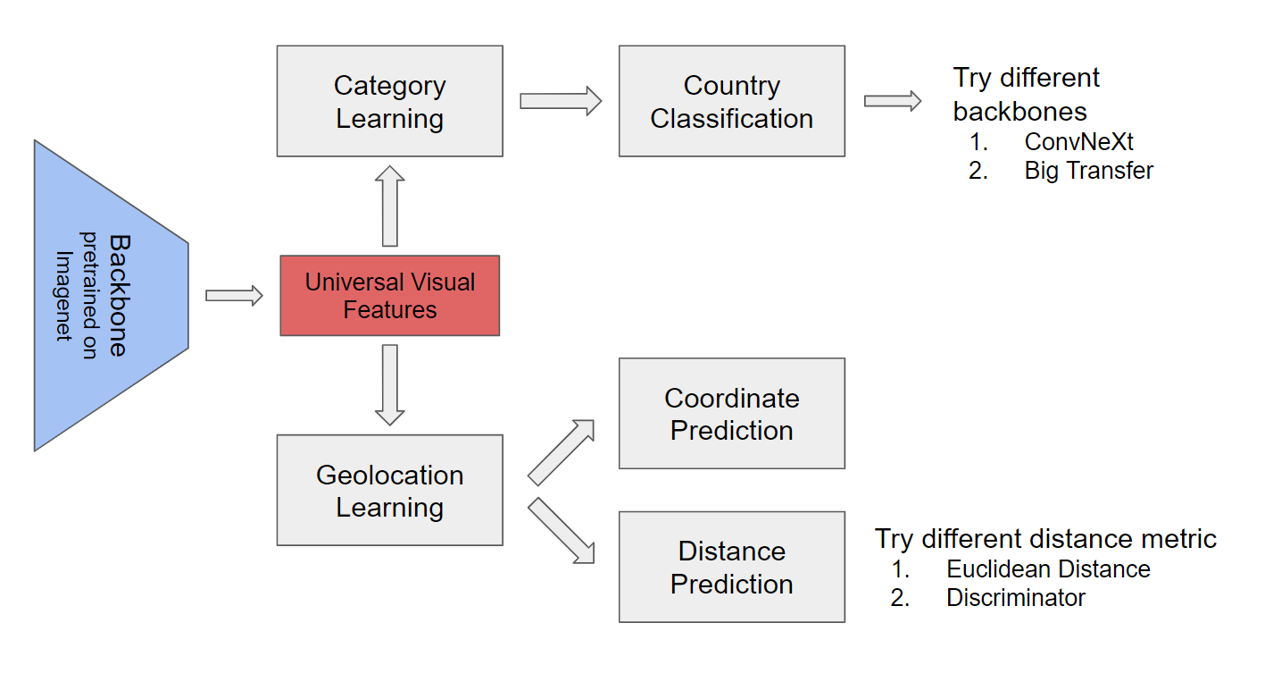 Category
Learning
Country
Classification
Try different
backbones
1. ConvNeXt
2. Big Transfer
Backbone
pretrained on
Imagenet
Universal Visual
Features
Geolocation
Learning
Coordinate
Prediction
Distance
Prediction
Try different distance metric
1. Euclidean Distance
2. Discriminator